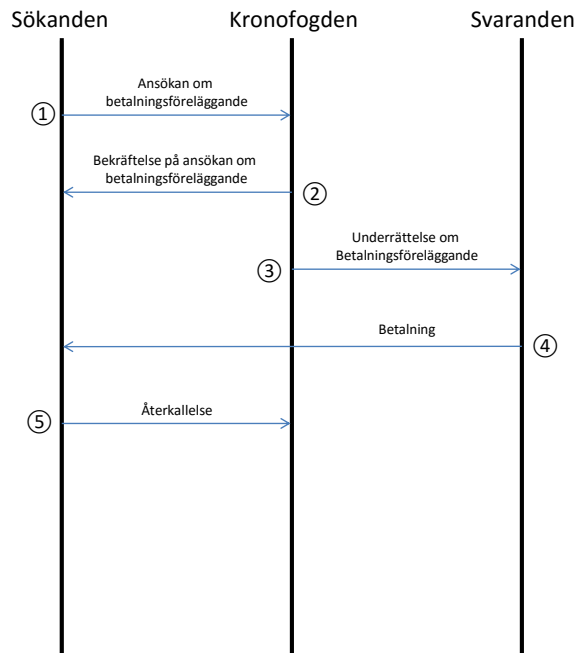 Sökanden
Kronofogden
Svaranden
Ansökan om
betalningsföreläggande
①
Bekräftelse på ansökan om
betalningsföreläggande
②
Underrättelse om
Betalningsföreläggande
③
Betalning
④
Återkallelse
⑤